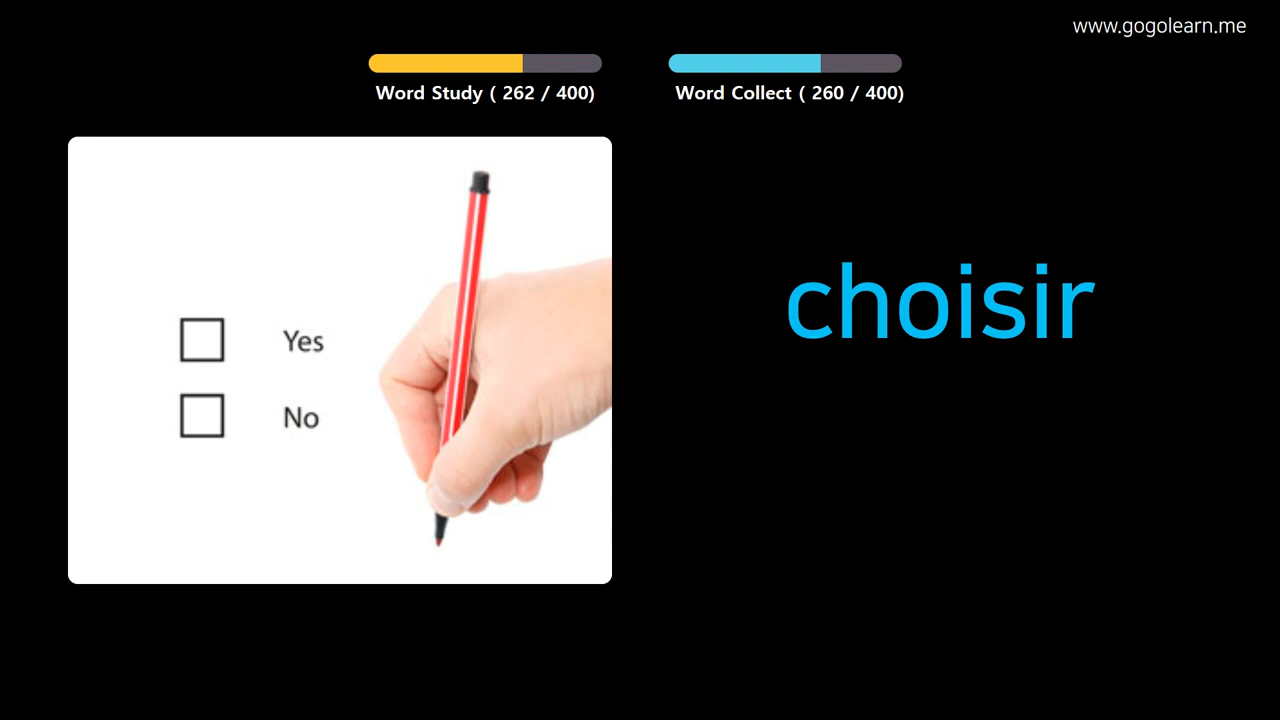 www.gogolearn.me
Word Study ( 262 / 400)
Word Collect ( 260 / 400)
Yes
No
choisir